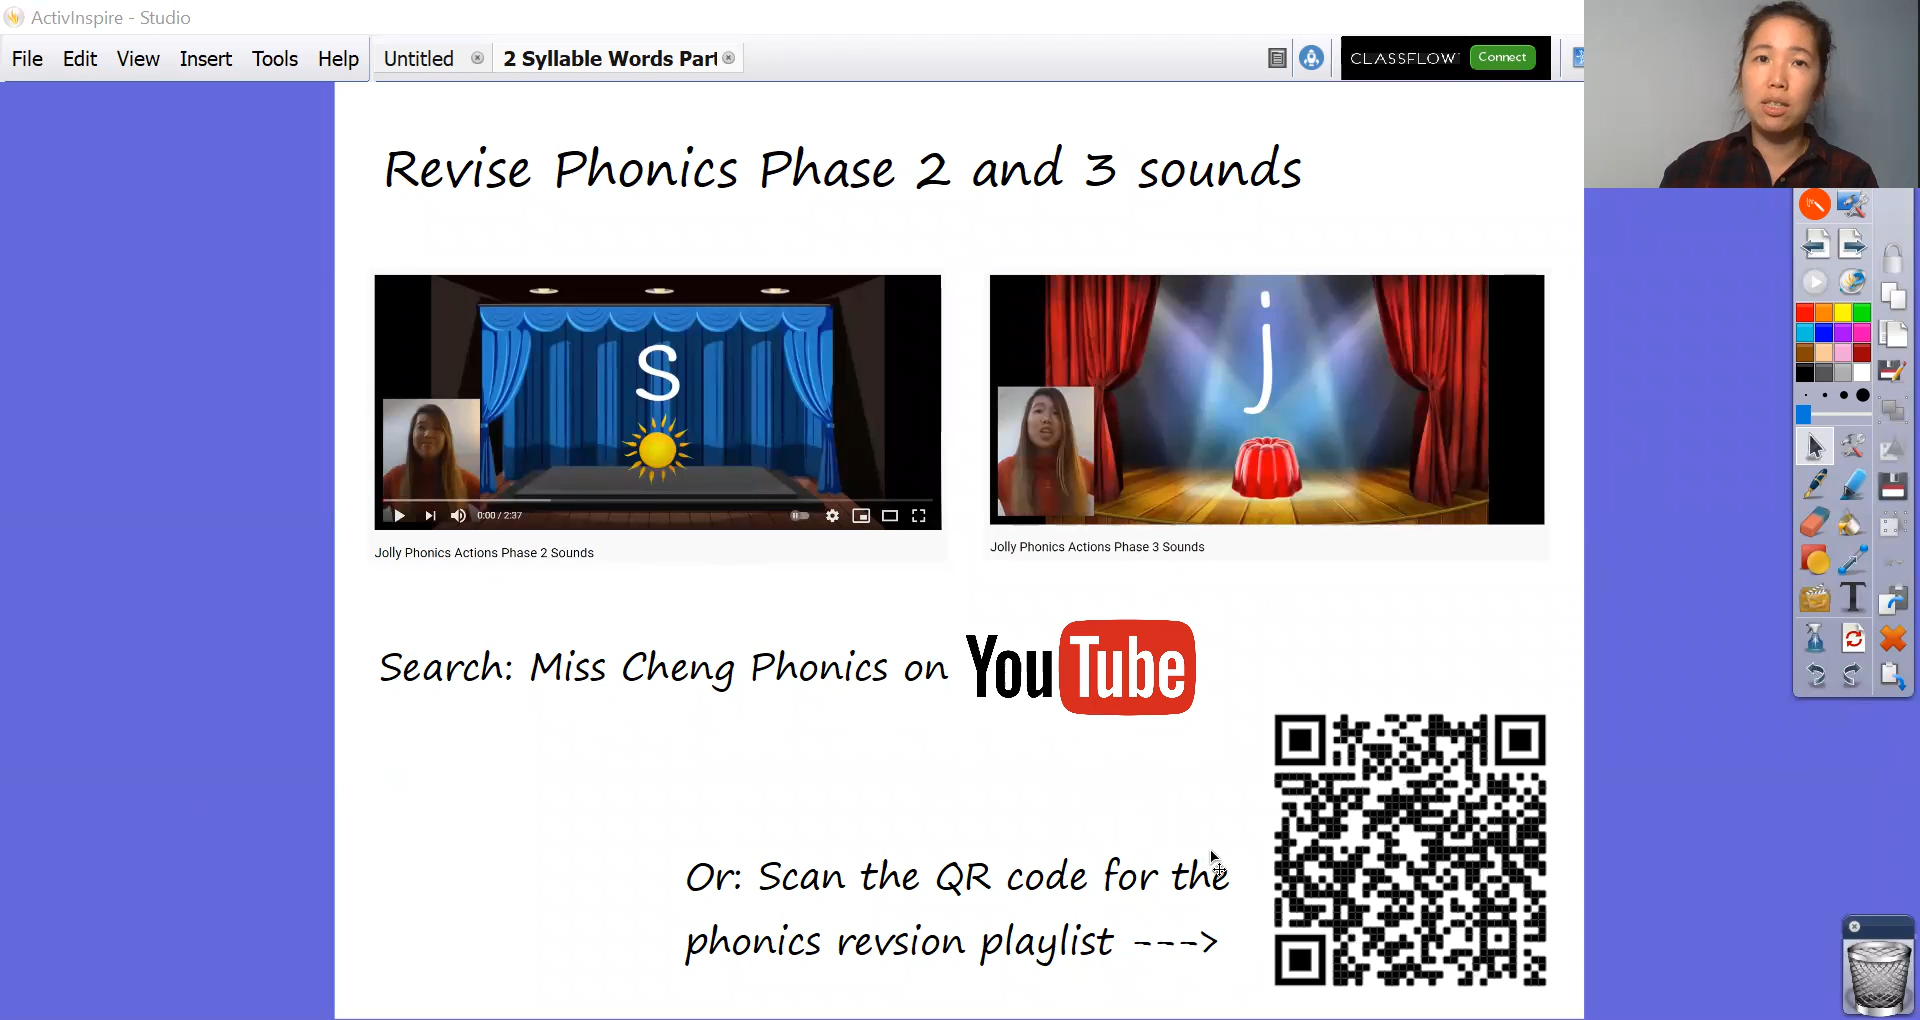 ActivInspire - Studio
File Edit View Insert Tools Help
Untitled
2 Syllable Words Part
CLASSFLOW
Connect
Revise Phonics Phase 2 and 3 sounds
s
j
0:00 / 2:37
Jolly Phonics Actions Phase 2 Sounds
Jolly Phonics Actions Phase 3 Sounds
Search: Miss Cheng Phonics on YouTube
Or: Scan the QR code for the
phonics revsion playlist --->
T